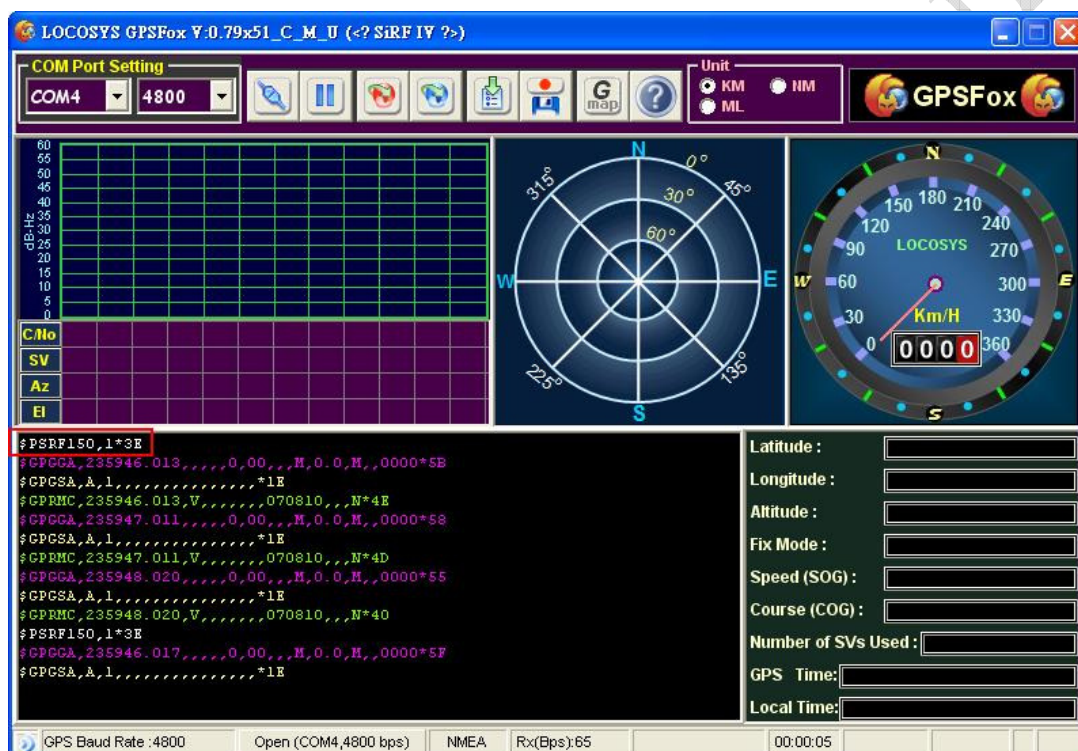 LOCOSYS GPSFox V:0.79x51_C_M_U (<? SiRF IV ?>)
COM Port Setting
COM4 4800
G map
?
Unit
KM NM
ML
GPSFox
60
55
50
45
40
35
30
25
20
15
10
5
0
dB-Hz
C/No
SV
Az
El
N
0°
315° 45°
30°
60°
W E
225° 135°
S
N
150 180 210
120 240
90 LOCOSYS 270
W 60 300 E
30 Km/H 330
0 0000 360
S
$PSRF150,1*3E
$GPGGA,235946.013,,,,,0,00,,,M,0.0,M,,0000*5B
$GPGSA,A,1,,,,,,,,,,,,,,,*1E
$GPRMC,235946.013,V,,,,,,,070810,,,N*4E
$GPGGA,235947.011,,,,,0,00,,,M,0.0,M,,0000*58
$GPGSA,A,1,,,,,,,,,,,,,,,*1E
$GPRMC,235947.011,V,,,,,,,070810,,,N*4D
$GPGGA,235948.020,,,,,0,00,,,M,0.0,M,,0000*55
$GPGSA,A,1,,,,,,,,,,,,,,,*1E
$GPRMC,235948.020,V,,,,,,,070810,,,N*40
$PSRF150,1*3E
$GPGGA,235946.017,,,,,0,00,,,M,0.0,M,,0000*5F
$GPGSA,A,1,,,,,,,,,,,,,,,*1E
Latitude :
Longitude :
Altitude :
Fix Mode :
Speed (SOG) :
Course (COG) :
Number of SVs Used :
GPS Time:
Local Time:
GPS Baud Rate :4800 Open (COM4,4800 bps) NMEA Rx(Bps):65 00:00:05